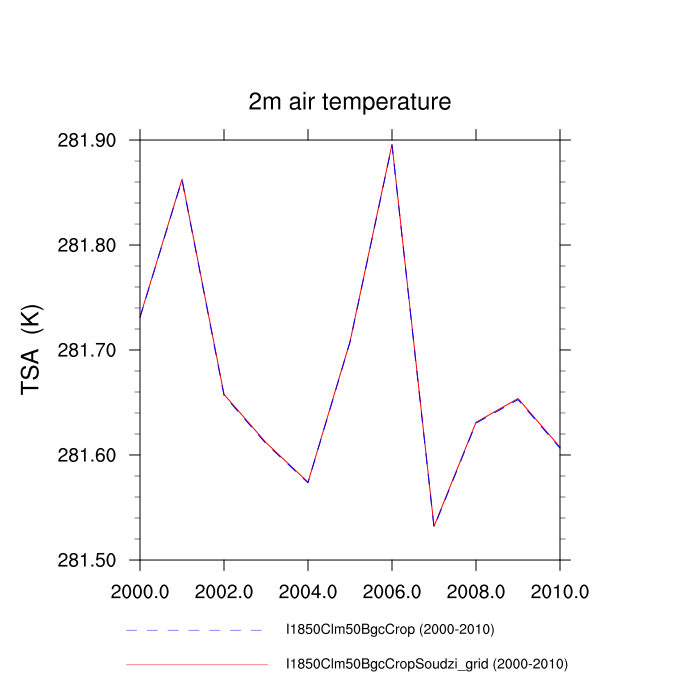 2m air temperature
281.90
281.80
281.70
281.60
281.50
TSA (K)
2000.0 2002.0 2004.0 2006.0 2008.0 2010.0
I1850Clm50BgcCrop (2000-2010)
I1850Clm50BgcCropSoudzi_grid (2000-2010)